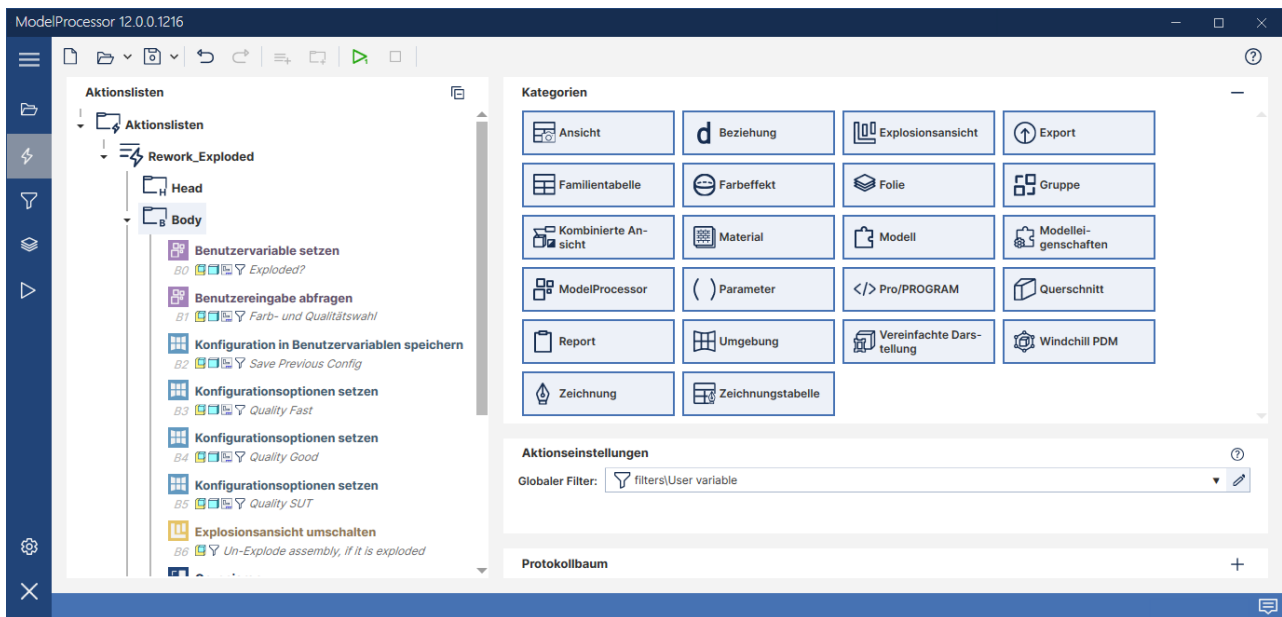 ModelProcessor 12.0.0.1216
Aktionslisten
Aktionslisten
Rework_Exploded
H Head
B Body
Benutzervariable setzen
B0 Exploded?
Benutzereingabe abfragen
B1 Farb- und Qualitätswahl
Konfiguration in Benutzervariablen speichern
B2 Save Previous Config
Konfigurationsoptionen setzen
B3 Quality Fast
Konfigurationsoptionen setzen
B4 Quality Good
Konfigurationsoptionen setzen
B5 Quality SUT
Explosionsansicht umschalten
B6 Un-Explode assembly, if it is exploded
Kategorien
Ansicht
d Beziehung
Explosionsansicht
Export
Familientabelle
Farbeffekt
Folie
Gruppe
Kombinierte An-
sicht
Material
Modell
Modellei-
genschaften
ModelProcessor
( ) Parameter
</> Pro/PROGRAM
Querschnitt
Report
Umgebung
Vereinfachte Dars-
tellung
Windchill PDM
Zeichnung
Zeichnungstabelle
Aktionseinstellungen
Globaler Filter: filters\User variable
Protokollbaum